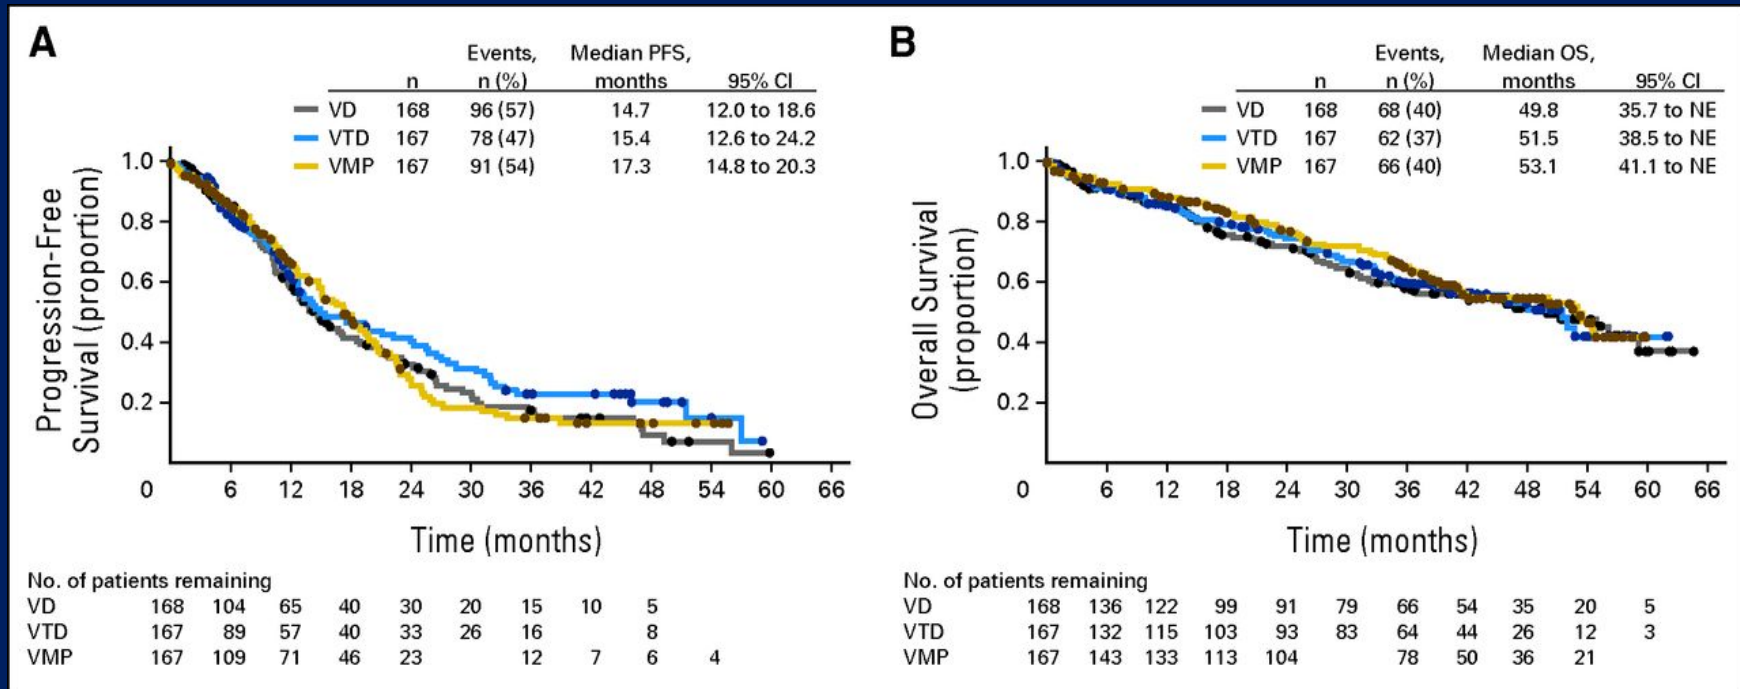 A
Events, Median PFS,
n n (%) months 95% CI
VD 168 96 (57) 14.7 12.0 to 18.6
VTD 167 78 (47) 15.4 12.6 to 24.2
VMP 167 91 (54) 17.3 14.8 to 20.3
Progression-Free
Survival (proportion)
1.0
0.8
0.6
0.4
0.2
0 6 12 18 24 30 36 42 48 54 60 66
Time (months)
No. of patients remaining
VD 168 104 65 40 30 20 15 10 5
VTD 167 89 57 40 33 26 16 8
VMP 167 109 71 46 23 12 7 6 4
B
Events, Median OS,
n n (%) months 95% CI
VD 168 68 (40) 49.8 35.7 to NE
VTD 167 62 (37) 51.5 38.5 to NE
VMP 167 66 (40) 53.1 41.1 to NE
Overall Survival
(proportion)
1.0
0.8
0.6
0.4
0.2
0 6 12 18 24 30 36 42 48 54 60 66
Time (months)
No. of patients remaining
VD 168 136 122 99 91 79 66 54 35 20 5
VTD 167 132 115 103 93 83 64 44 26 12 3
VMP 167 143 133 113 104 78 50 36 21